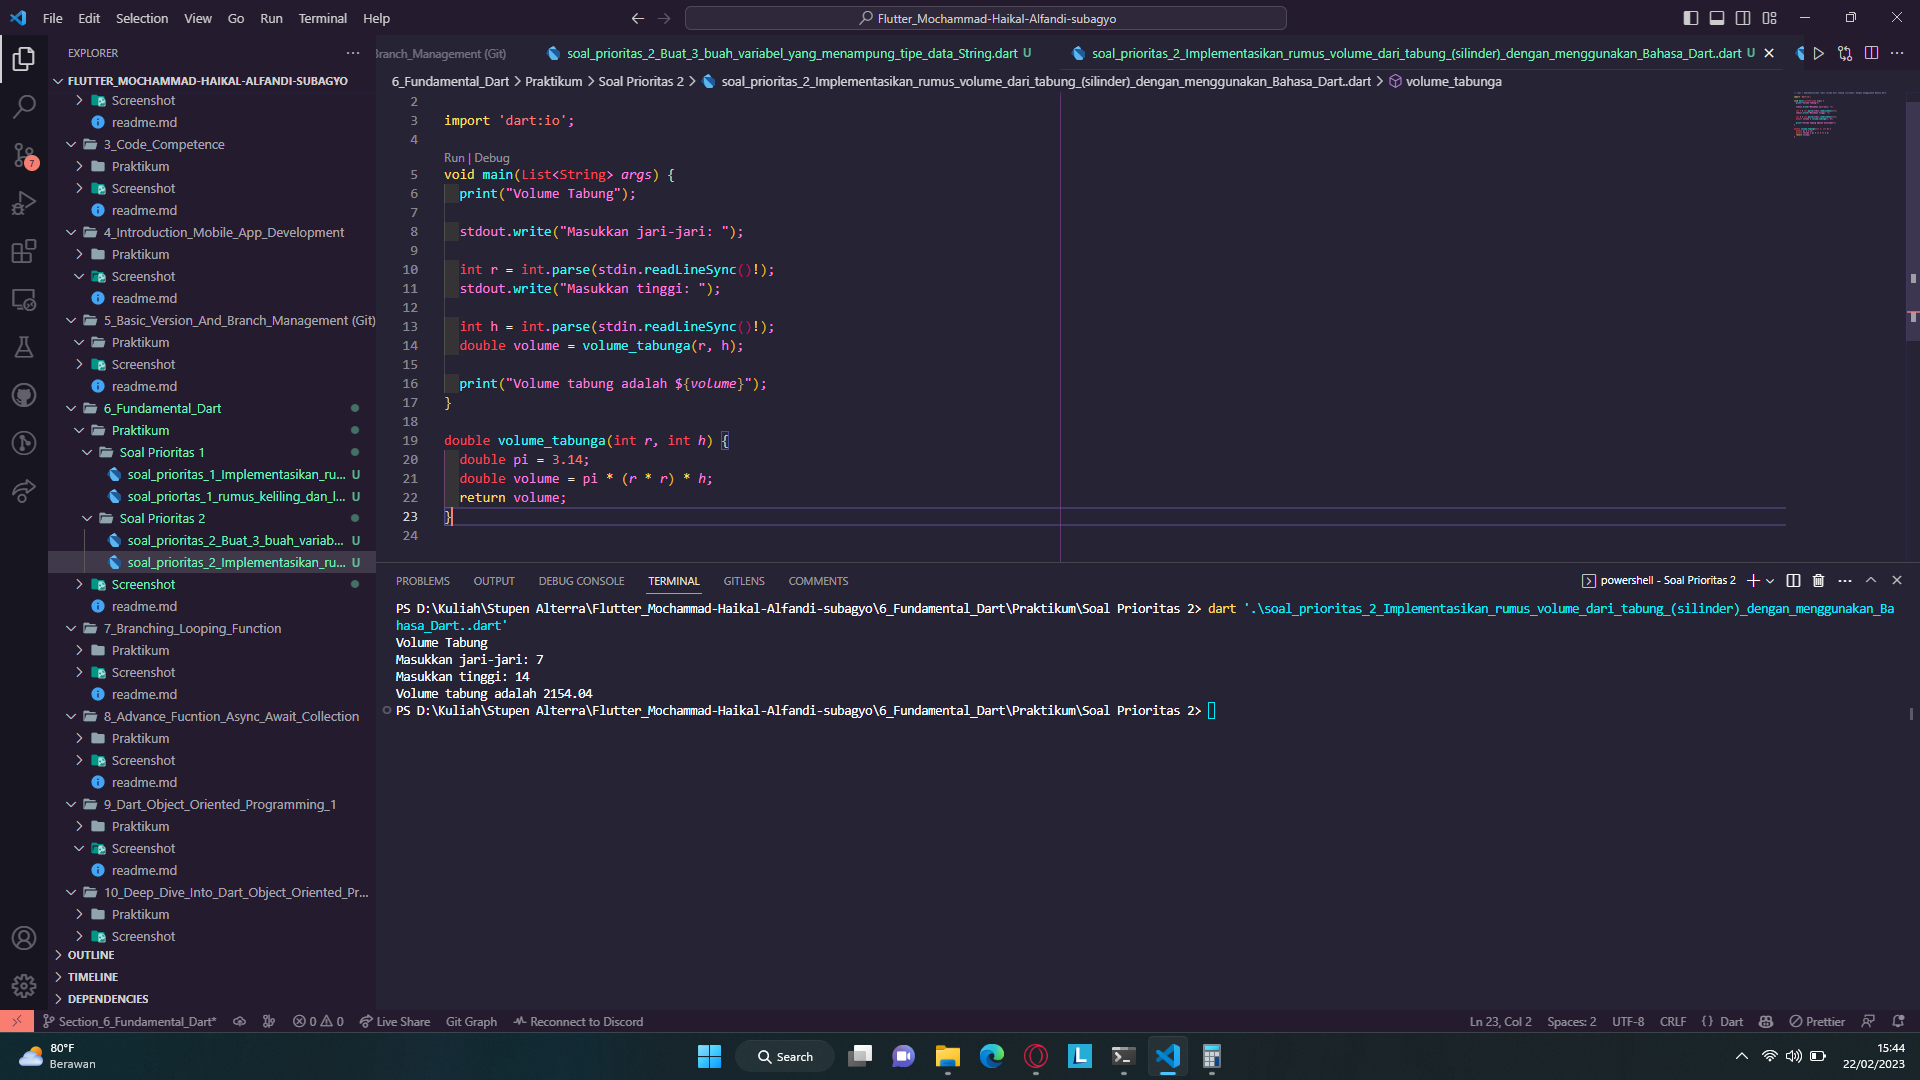 File Edit Selection View Go Run Terminal Help
Flutter_Mochammad-Haikal-Alfandi-subagyo
EXPLORER
FLUTTER_MOCHAMMAD-HAIKAL-ALFANDI-SUBAGYO
Screenshot
readme.md
3_Code_Competence
Praktikum
Screenshot
readme.md
4_Introduction_Mobile_App_Development
Praktikum
Screenshot
readme.md
5_Basic_Version_And_Branch_Management (Git)
Praktikum
Screenshot
readme.md
6_Fundamental_Dart
Praktikum
Soal Prioritas 1
soal_prioritas_1_Implementasikan_ru... U
soal_priortas_1_rumus_keliling_dan_l... U
Soal Prioritas 2
soal_prioritas_2_Buat_3_buah_variab... U
soal_prioritas_2_Implementasikan_ru... U
Screenshot
readme.md
7_Branching_Looping_Function
Praktikum
Screenshot
readme.md
8_Advance_Fucntion_Async_Await_Collection
Praktikum
Screenshot
readme.md
9_Dart_Object_Oriented_Programming_1
Praktikum
Screenshot
readme.md
10_Deep_Dive_Into_Dart_Object_Oriented_Pr...
Praktikum
Screenshot
OUTLINE
TIMELINE
DEPENDENCIES
7
Branch_Management (Git) soal_prioritas_2_Buat_3_buah_variabel_yang_menampung_tipe_data_String.dart U soal_prioritas_2_Implementasikan_rumus_volume_dari_tabung_(silinder)_dengan_menggunakan_Bahasa_Dart..dart U
6_Fundamental_Dart > Praktikum > Soal Prioritas 2 > soal_prioritas_2_Implementasikan_rumus_volume_dari_tabung_(silinder)_dengan_menggunakan_Bahasa_Dart..dart > volume_tabunga
2
3 import 'dart:io';
4
Run | Debug
5 void main(List<String> args) {
6 print("Volume Tabung");
7
8 stdout.write("Masukkan jari-jari: ");
9
10 int r = int.parse(stdin.readLineSync()!);
11 stdout.write("Masukkan tinggi: ");
12
13 int h = int.parse(stdin.readLineSync()!);
14 double volume = volume_tabunga(r, h);
15
16 print("Volume tabung adalah ${volume}");
17 }
18
19 double volume_tabunga(int r, int h) {
20 double pi = 3.14;
21 double volume = pi * (r * r) * h;
22 return volume;
23 }
24
PROBLEMS OUTPUT DEBUG CONSOLE TERMINAL GITLENS COMMENTS powershell - Soal Prioritas 2
PS D:\Kuliah\Stupen Alterra\Flutter_Mochammad-Haikal-Alfandi-subagyo\6_Fundamental_Dart\Praktikum\Soal Prioritas 2> dart '.\soal_prioritas_2_Implementasikan_rumus_volume_dari_tabung_(silinder)_dengan_menggunakan_Ba
hasa_Dart..dart'
Volume Tabung
Masukkan jari-jari: 7
Masukkan tinggi: 14
Volume tabung adalah 2154.04
PS D:\Kuliah\Stupen Alterra\Flutter_Mochammad-Haikal-Alfandi-subagyo\6_Fundamental_Dart\Praktikum\Soal Prioritas 2>
Section_6_Fundamental_Dart* 0 0 Live Share Git Graph Reconnect to Discord Ln 23, Col 2 Spaces: 2 UTF-8 CRLF {} Dart Prettier
80°F
Berawan
Search
15:44
22/02/2023